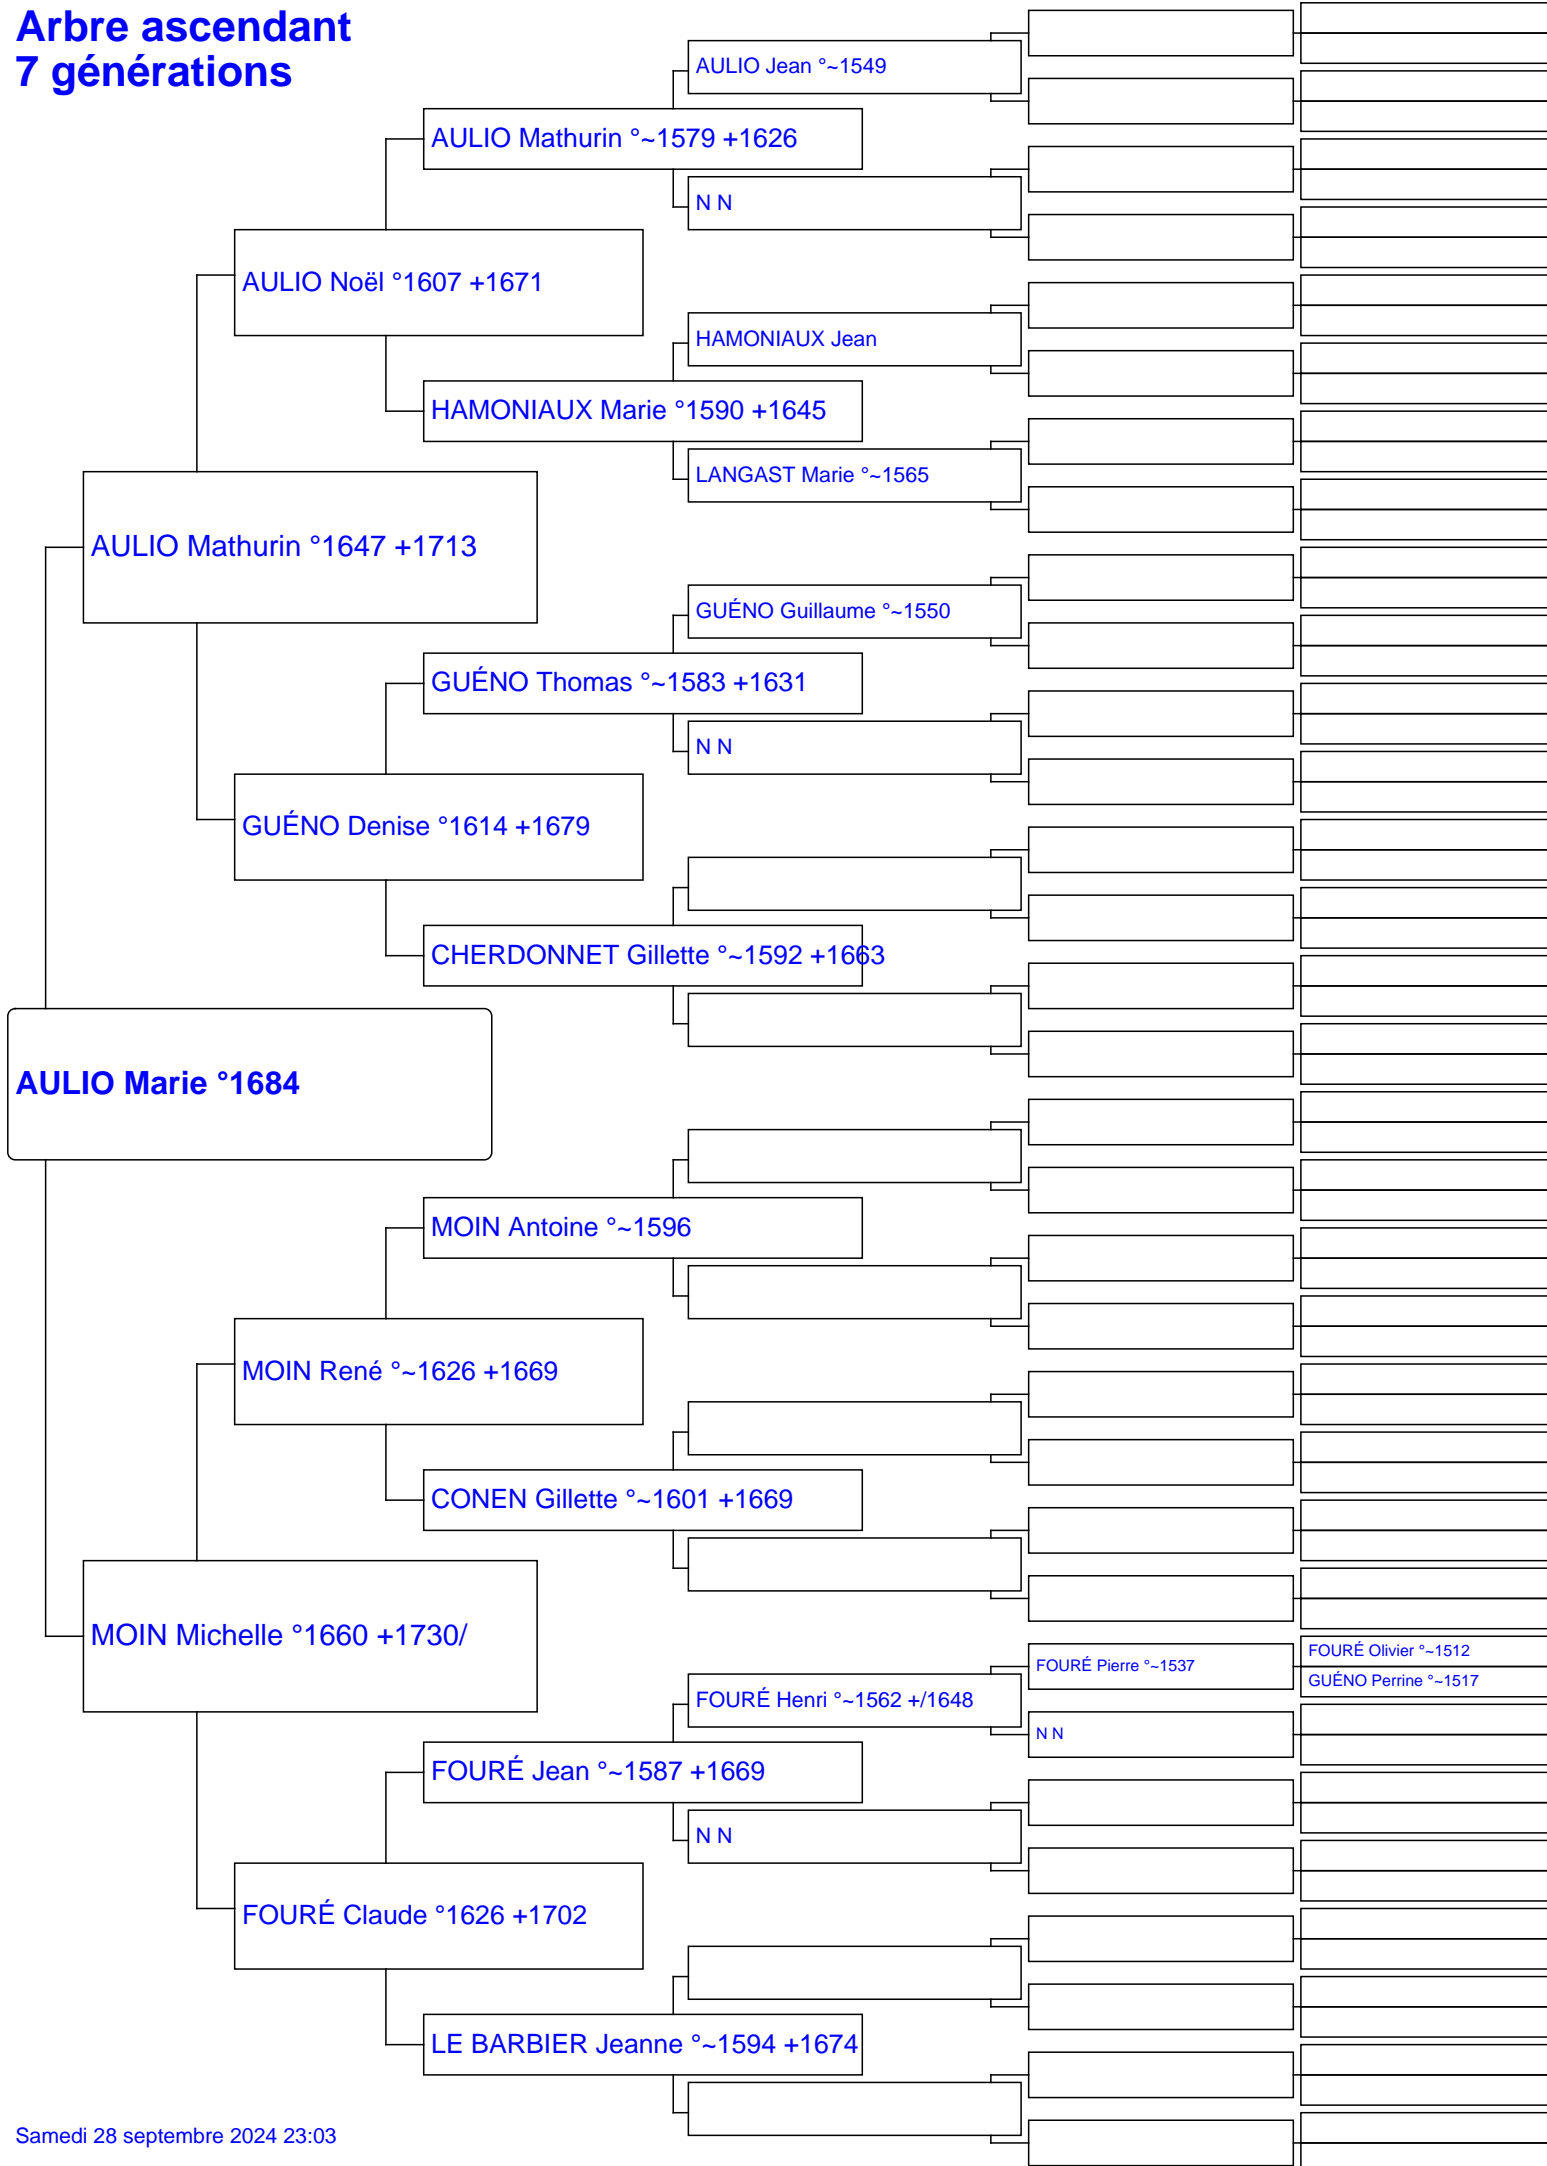 Arbre ascendant
7 générations
AULIO Jean °~1549
AULIO Mathurin °~1579 +1626
N N
AULIO Noël °1607 +1671
HAMONIAUX Jean
HAMONIAUX Marie °1590 +1645
LANGAST Marie °~1565
AULIO Mathurin °1647 +1713
GUÉNO Guillaume °~1550
GUÉNO Thomas °~1583 +1631
N N
GUÉNO Denise °1614 +1679
CHERDONNET Gillette °~1592 +1663
AULIO Marie °1684
MOIN Antoine °~1596
MOIN René °~1626 +1669
CONEN Gillette °~1601 +1669
MOIN Michelle °1660 +1730/
FOURÉ Olivier °~1512
FOURÉ Pierre °~1537
GUÉNO Perrine °~1517
FOURÉ Henri °~1562 +/1648
N N
FOURÉ Jean °~1587 +1669
N N
FOURÉ Claude °1626 +1702
LE BARBIER Jeanne °~1594 +1674
Samedi 28 septembre 2024 23:03